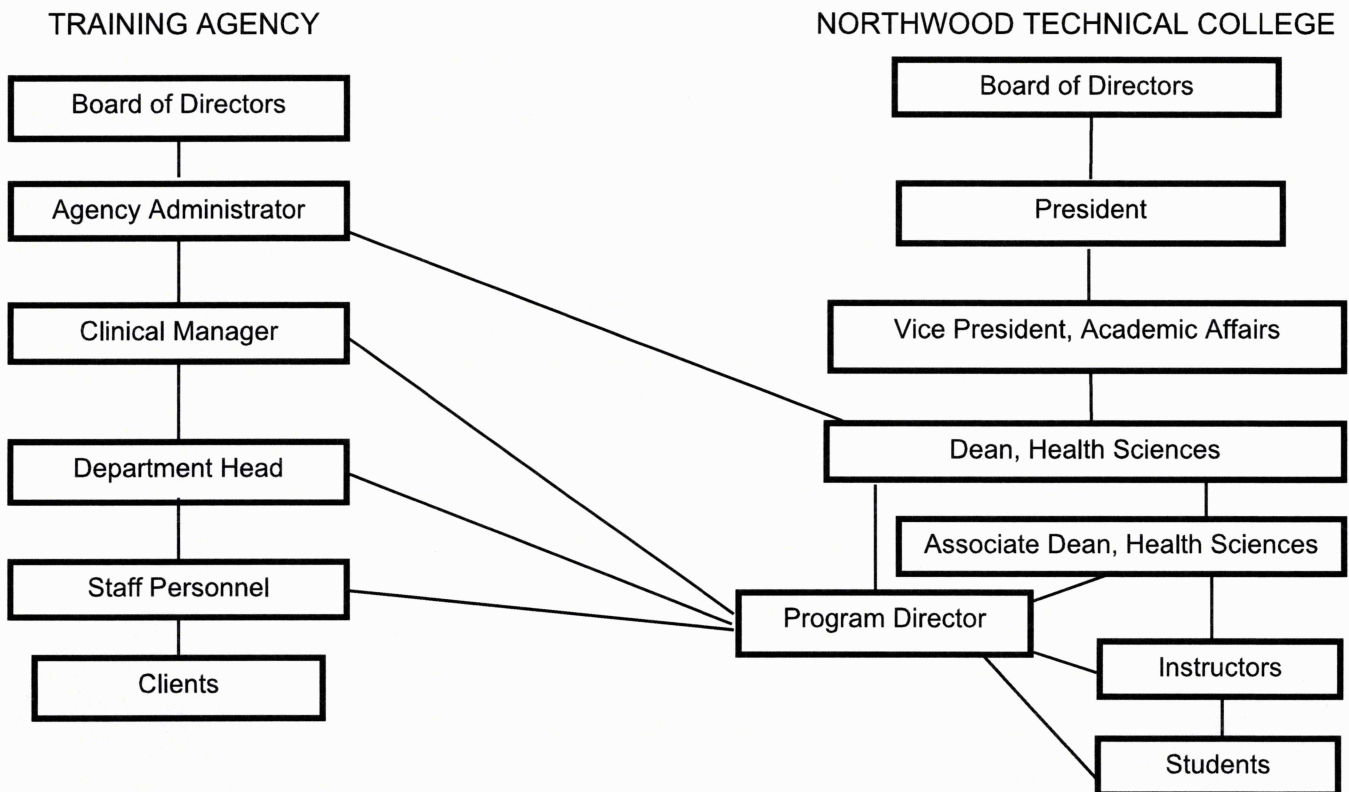 TRAINING AGENCY
Board of Directors
Agency Administrator
Clinical Manager
Department Head
Staff Personnel
Clients
NORTHWOOD TECHNICAL COLLEGE
Board of Directors
President
Vice President, Academic Affairs
Dean, Health Sciences
Associate Dean, Health Sciences
Program Director
Instructors
Students